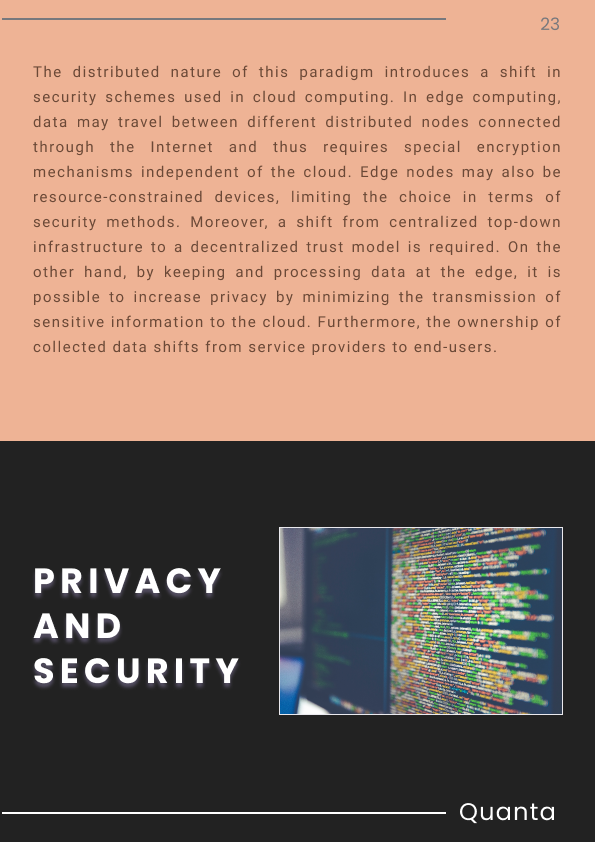 23
The distributed nature of this paradigm introduces a shift in
security schemes used in cloud computing. In edge computing,
data may travel between different distributed nodes connected
through the Internet and thus requires special encryption
mechanisms independent of the cloud. Edge nodes may also be
resource-constrained devices, limiting the choice in terms of
security methods. Moreover, a shift from centralized top-down
infrastructure to a decentralized trust model is required. On the
other hand, by keeping and processing data at the edge, it is
possible to increase privacy by minimizing the transmission of
sensitive information to the cloud. Furthermore, the ownership of
collected data shifts from service providers to end-users.
PRIVACY
AND
SECURITY
Quanta